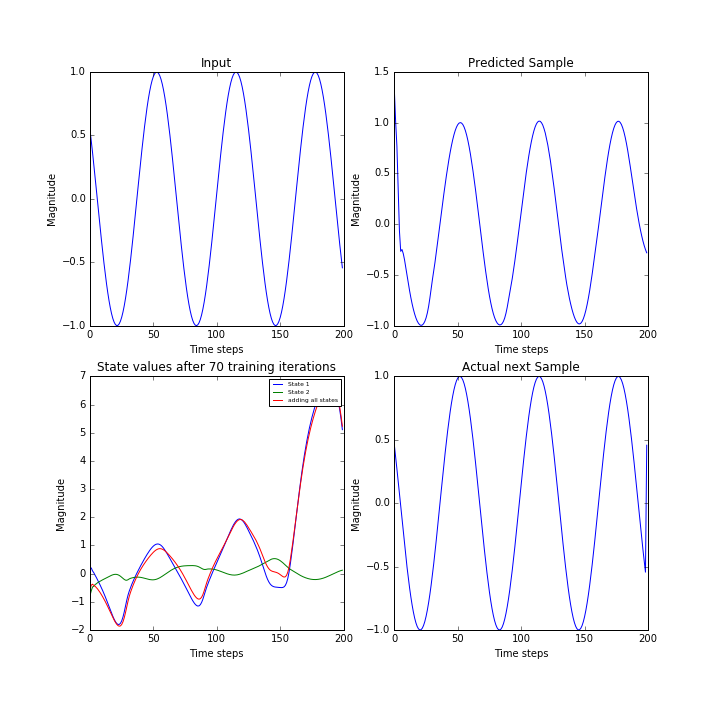 Input
1.0
0.5
0.0
−0.5
−1.0
Magnitude
0 50 100 150 200
Time steps
Predicted Sample
1.5
1.0
0.5
0.0
−0.5
−1.0
Magnitude
0 50 100 150 200
Time steps
State values after 70 training iterations
7
6
5
4
3
2
1
0
−1
−2
Magnitude
State 1
State 2
adding all states
0 50 100 150 200
Time steps
Actual next Sample
1.0
0.5
0.0
−0.5
−1.0
Magnitude
0 50 100 150 200
Time steps